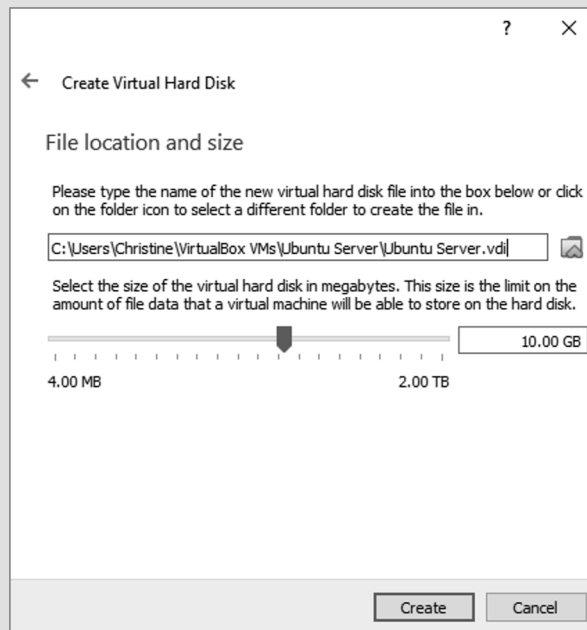 ?
Create Virtual Hard Disk
File location and size
Please type the name of the new virtual hard disk file into the box below or click
on the folder icon to select a different folder to create the file in.
C:\Users\Christine\VirtualBox VMs\Ubuntu Server\Ubuntu Server.vdi
Select the size of the virtual hard disk in megabytes. This size is the limit on the
amount of file data that a virtual machine will be able to store on the hard disk.
10.00 GB
4.00 MB 2.00 TB
Create Cancel